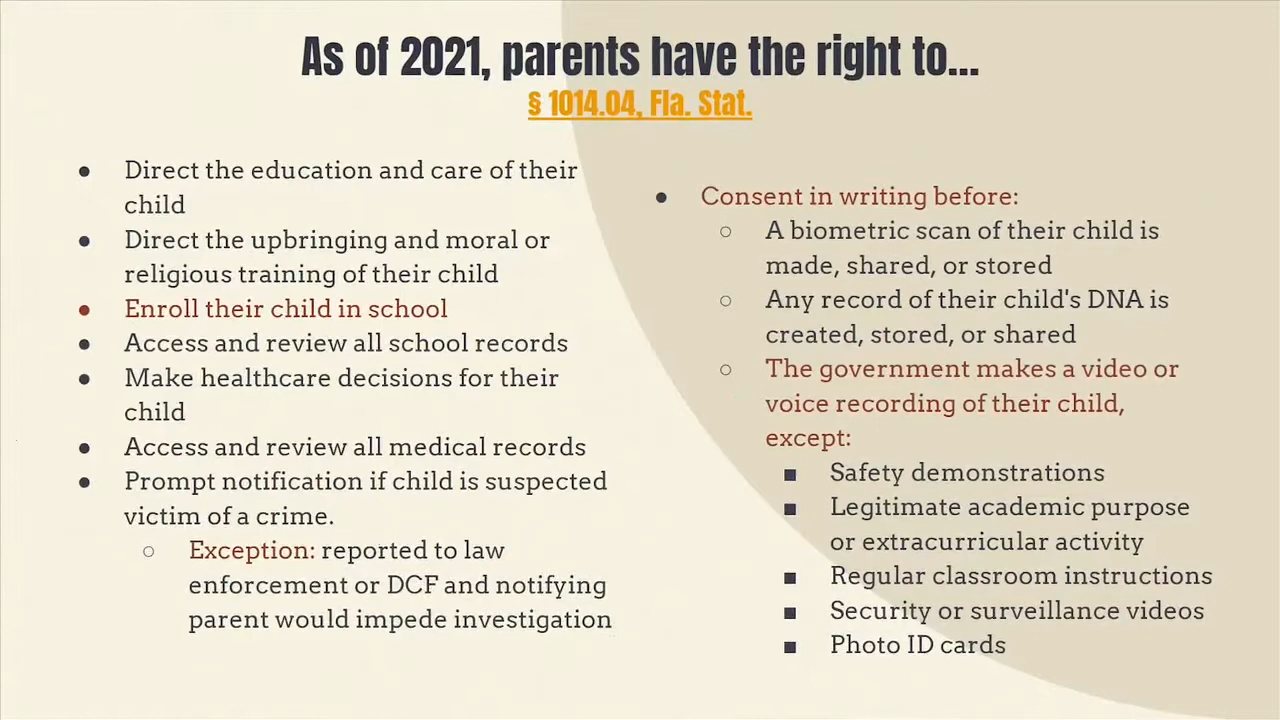 As of 2021, parents have the right to...
§ 1014.04, Fla. Stat.
● Direct the education and care of their
child
● Direct the upbringing and moral or
religious training of their child
● Enroll their child in school
● Access and review all school records
● Make healthcare decisions for their
child
● Access and review all medical records
● Prompt notification if child is suspected
victim of a crime.
○ Exception: reported to law
enforcement or DCF and notifying
parent would impede investigation
● Consent in writing before:
○ A biometric scan of their child is
made, shared, or stored
○ Any record of their child's DNA is
created, stored, or shared
○ The government makes a video or
voice recording of their child,
except:
■ Safety demonstrations
■ Legitimate academic purpose
or extracurricular activity
■ Regular classroom instructions
■ Security or surveillance videos
■ Photo ID cards